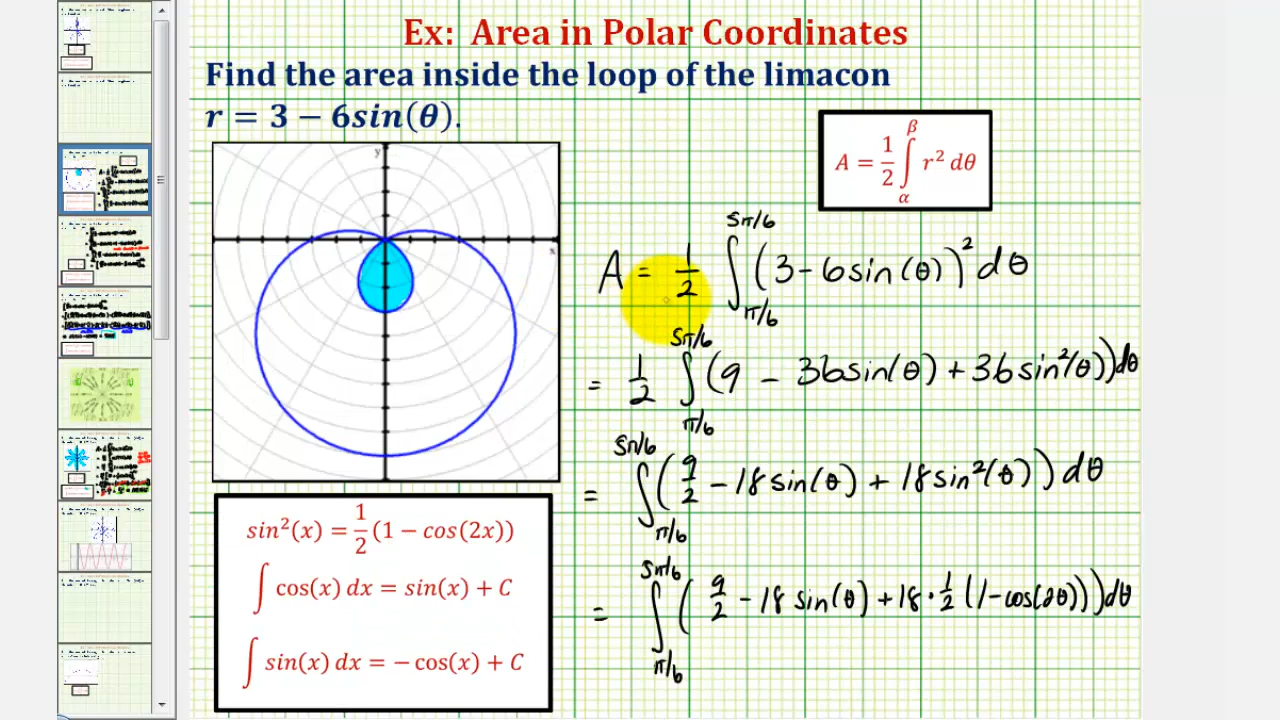 Ex: Area in Polar Coordinates
Find the area inside the loop of the limacon
r = 3 − 6sin(θ).
A = 1/2 ∫_α^β r² dθ
y
x
A = 1/2 ∫_{π/6}^{5π/6} (3 - 6sin(θ))² dθ
= 1/2 ∫_{π/6}^{5π/6} (9 - 36sin(θ) + 36sin²(θ)) dθ
= ∫_{π/6}^{5π/6} (9/2 - 18sin(θ) + 18sin²(θ)) dθ
= ∫_{π/6}^{5π/6} (9/2 - 18 sin(θ) + 18 · 1/2 (1 - cos(2θ))) dθ
sin²(x) = 1/2 (1 − cos(2x))
∫ cos(x) dx = sin(x) + C
∫ sin(x) dx = − cos(x) + C